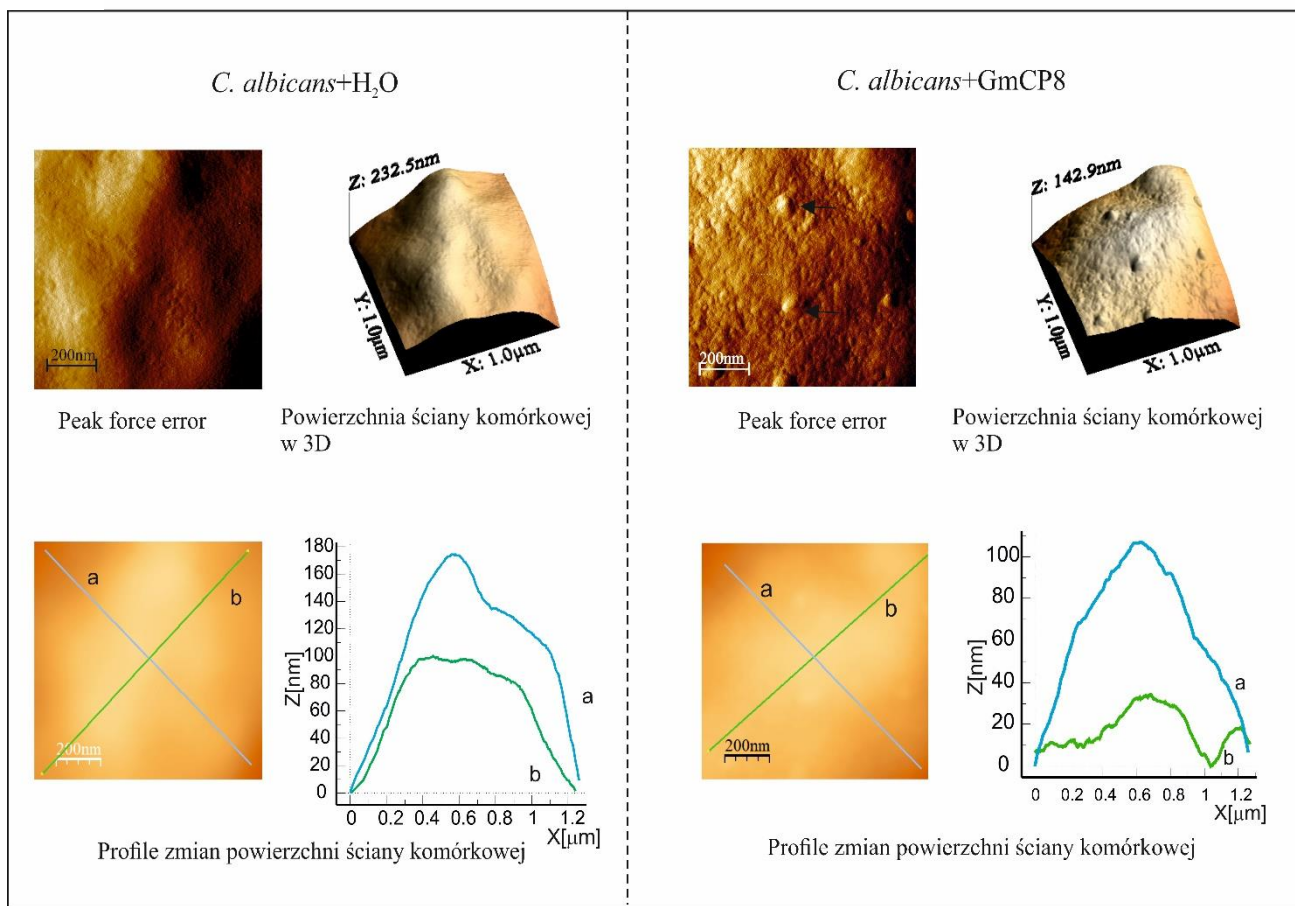 C. albicans+H₂O
Z: 232.5nm
Y: 1.0µm
X: 1.0µm
200nm
Peak force error
Powierzchnia ściany komórkowej
w 3D
a
b
200nm
Z[nm]
180
160
140
120
100
80
60
40
20
0
a
b
0 0.2 0.4 0.6 0.8 1.0 1.2
X[µm]
Profile zmian powierzchni ściany komórkowej
C. albicans+GmCP8
Z: 142.9nm
Y: 1.0µm
X: 1.0µm
200nm
Peak force error
Powierzchnia ściany komórkowej
w 3D
a
b
200nm
Z[nm]
100
80
60
40
20
0
a
b
0 0.2 0.4 0.6 0.8 1.0 1.2
X[µm]
Profile zmian powierzchni ściany komórkowej